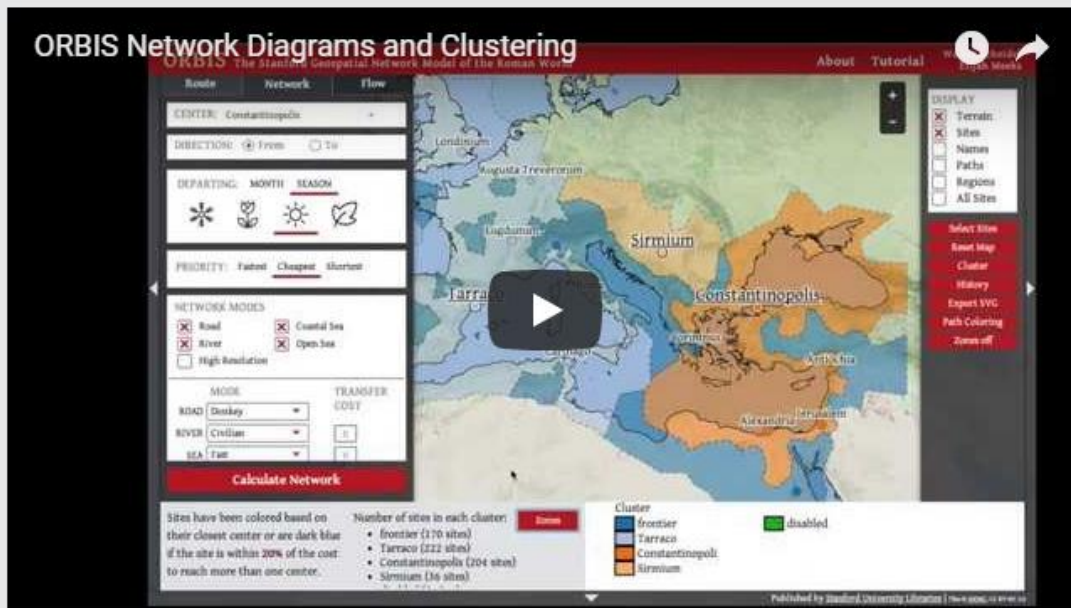 ORBIS Network Diagrams and Clustering
ORBIS The Stanford Geospatial Network Model of the Roman World
About Tutorial
Elijah Meeks
Route Network Flow
CENTER: Constantinopolis
DIRECTION: From To
DEPARTING: MONTH SEASON
PRIORITY: Fastest Cheapest Shortest
NETWORK MODES
Road Coastal Sea
River Open Sea
High Resolution
MODE TRANSFER COST
ROAD Donkey
RIVER Civilian
SEA Fast
Calculate Network
Londinium
Augusta Treverorum
Lugdunum
Sirmium
Tarraco
Constantinopolis
Corinthus
Carthago
Antiochia
Alexandria
Jerusalem
+
-
DISPLAY
Terrain
Sites
Names
Paths
Regions
All Sites
Select Sites
Reset Map
Cluster
History
Export SVG
Path Coloring
Zones off
Sites have been colored based on
their closest center or are dark blue
if the site is within 20% of the cost
to reach more than one center.
Number of sites in each cluster:
• frontier (170 sites)
• Tarraco (222 sites)
• Constantinopolis (204 sites)
• Sirmium (36 sites)
Zones
Cluster
frontier
Tarraco
Constantinopoli
Sirmium
disabled
Published by Stanford University Libraries